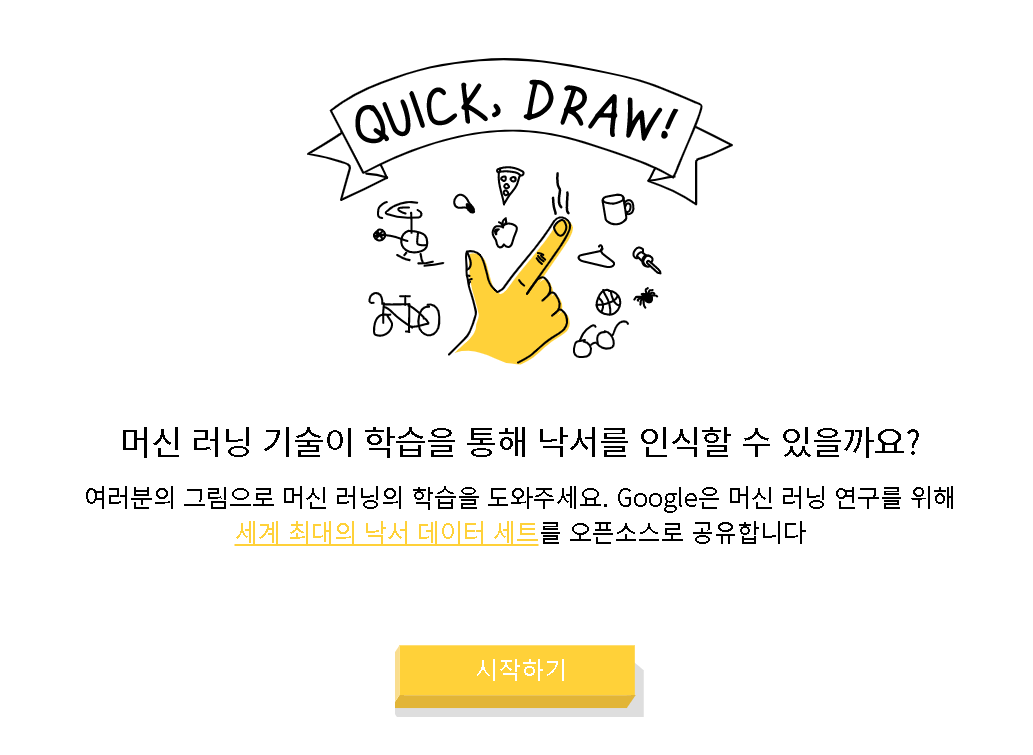 QUICK, DRAW!
머신 러닝 기술이 학습을 통해 낙서를 인식할 수 있을까요?
여러분의 그림으로 머신 러닝의 학습을 도와주세요. Google은 머신 러닝 연구를 위해
세계 최대의 낙서 데이터 세트를 오픈소스로 공유합니다
시작하기